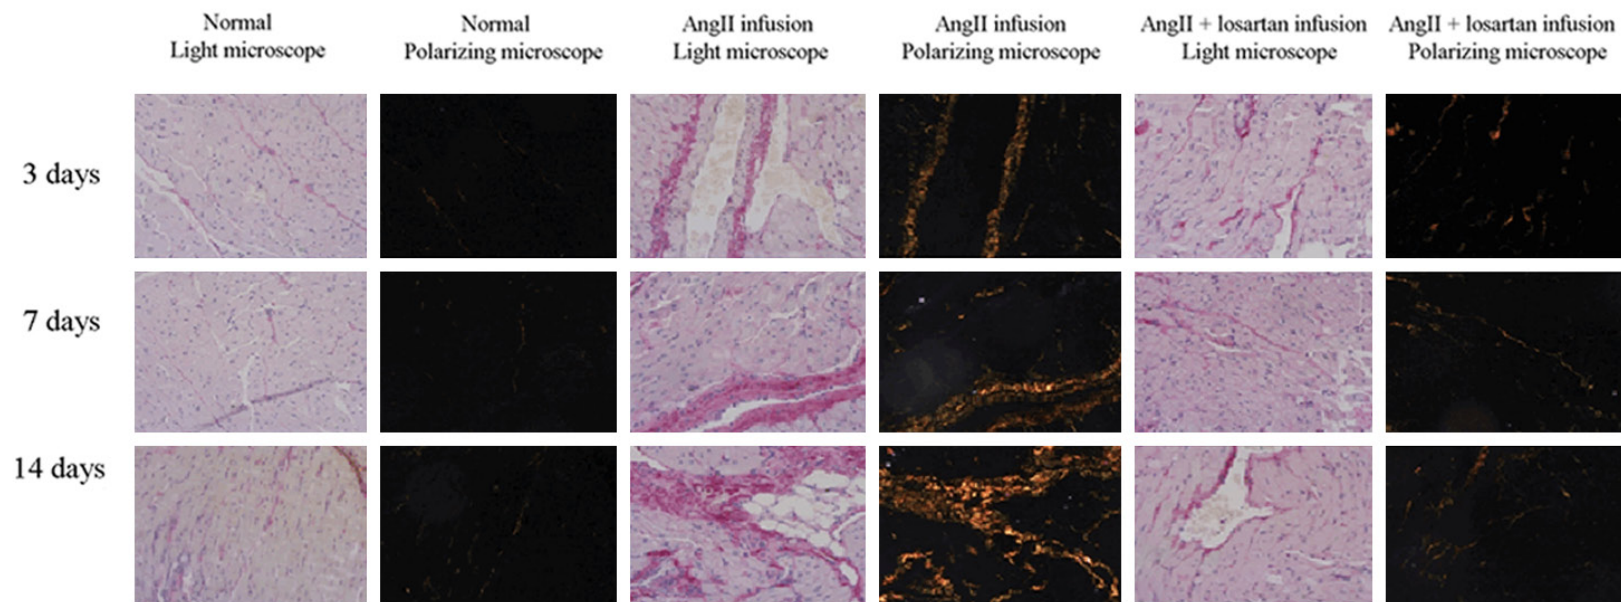 Normal
Light microscope
Normal
Polarizing microscope
AngII infusion
Light microscope
AngII infusion
Polarizing microscope
AngII + losartan infusion
Light microscope
AngII + losartan infusion
Polarizing microscope
3 days
7 days
14 days